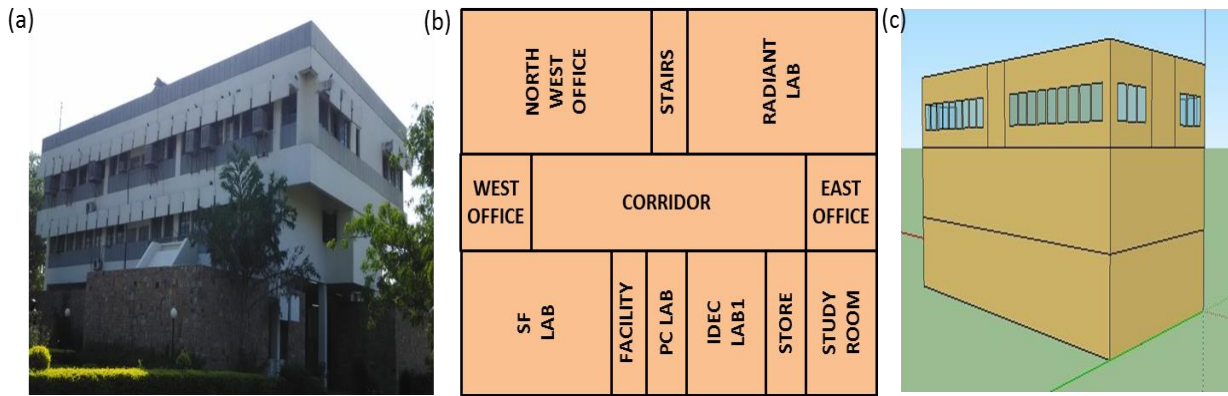 (a)
(b)
NORTH
WEST
OFFICE
STAIRS
RADIANT
LAB
WEST
OFFICE
CORRIDOR
EAST
OFFICE
SF
LAB
FACILITY
PC LAB
IDEC
LAB1
STORE
STUDY
ROOM
(c)